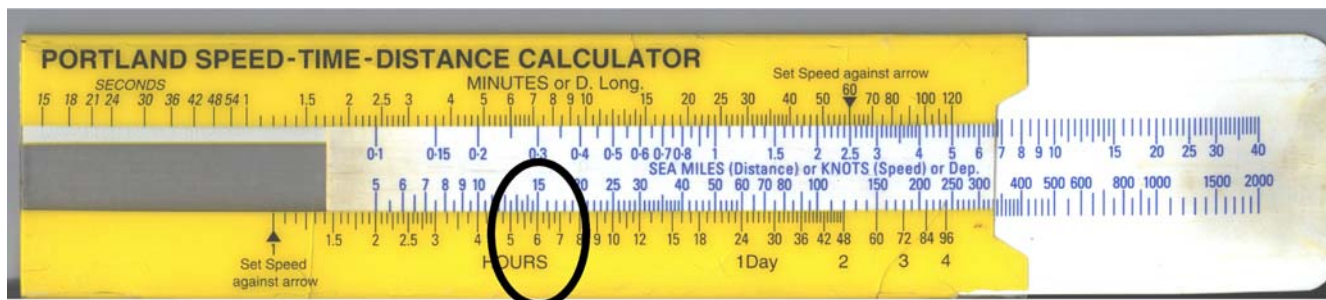 PORTLAND SPEED-TIME-DISTANCE CALCULATOR
SECONDS MINUTES or D. Long. Set Speed against arrow
15 18 21 24 30 36 42 48 54 1 1.5 2 2.5 3 4 5 6 7 8 9 10 15 20 25 30 40 50 60 70 80 100 120
0·1 0·15 0·2 0·3 0·4 0·5 0·6 0·7 0·8 1 1.5 2 2.5 3 4 5 6 7 8 9 10 15 20 25 30 40
SEA MILES (Distance) or KNOTS (Speed) or Dep.
5 6 7 8 9 10 15 20 25 30 40 50 60 70 80 100 150 200 300 400 500 600 800 1000 1500 2000
1 1.5 2 2.5 3 4 5 6 7 8 9 10 12 15 18 24 30 36 42 48 60 72 84 96
Set Speed against arrow HOURS 1Day 2 3 4